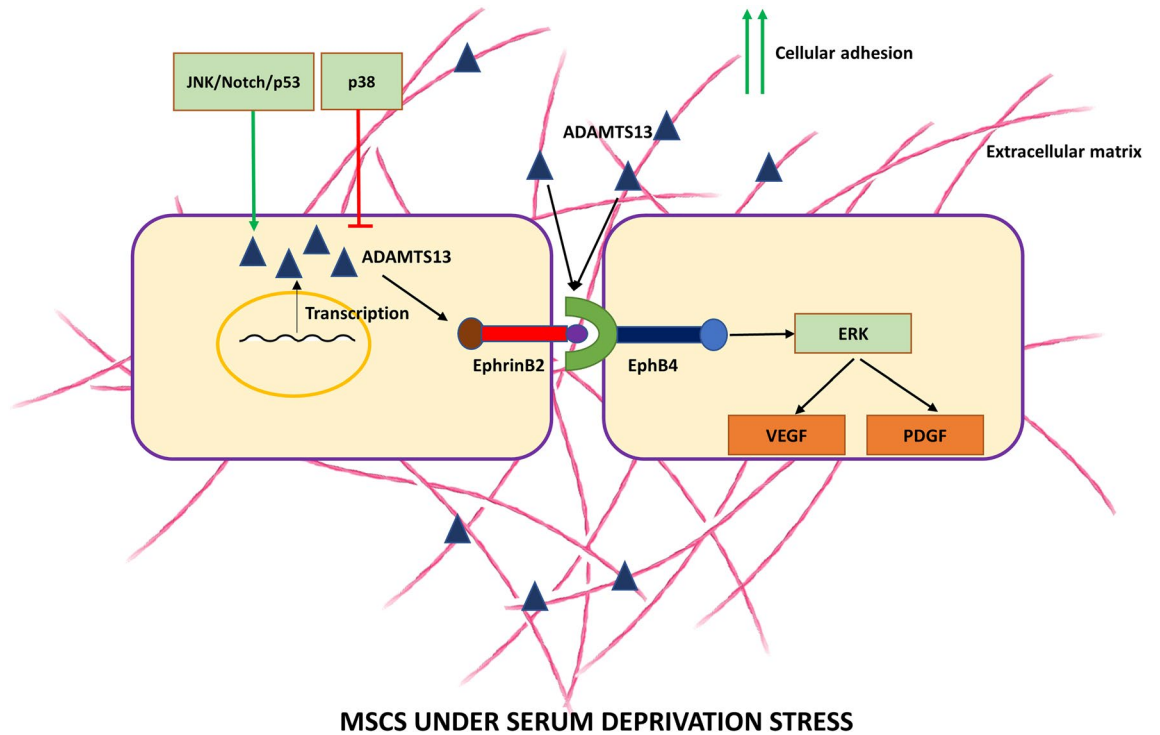 Cellular adhesion
JNK/Notch/p53
p38
ADAMTS13
Extracellular matrix
ADAMTS13
Transcription
EphrinB2
EphB4
ERK
VEGF
PDGF
MSCS UNDER SERUM DEPRIVATION STRESS